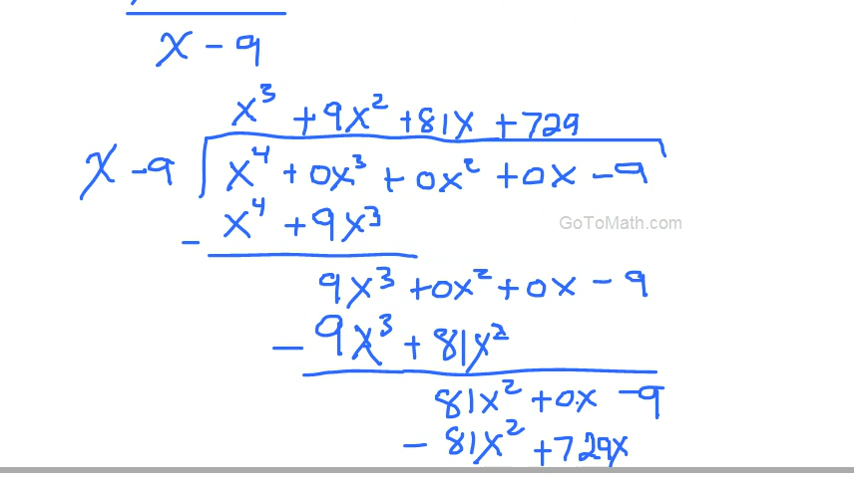 x - 9
x³ + 9x² + 81x + 729
x - 9 x⁴ + 0x³ + 0x² + 0x - 9
- x⁴ + 9x³
GoToMath.com
9x³ + 0x² + 0x - 9
- 9x³ + 81x²
81x² + 0x - 9
- 81x² + 729x